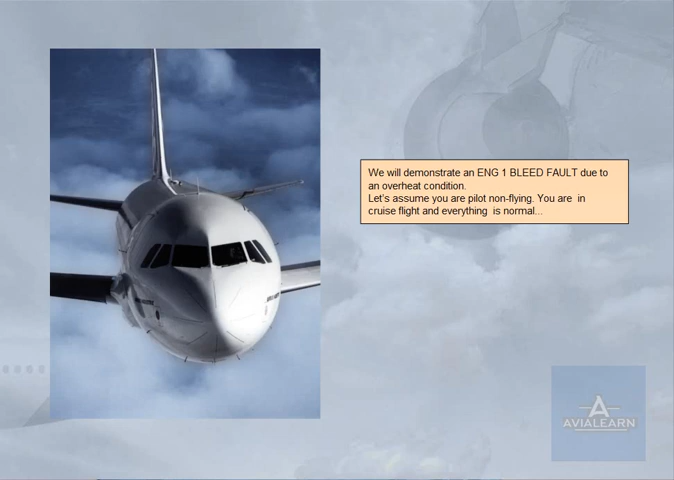 We will demonstrate an ENG 1 BLEED FAULT due to
an overheat condition.
Let's assume you are pilot non-flying. You are  in
cruise flight and everything  is normal...
AVIALEARN